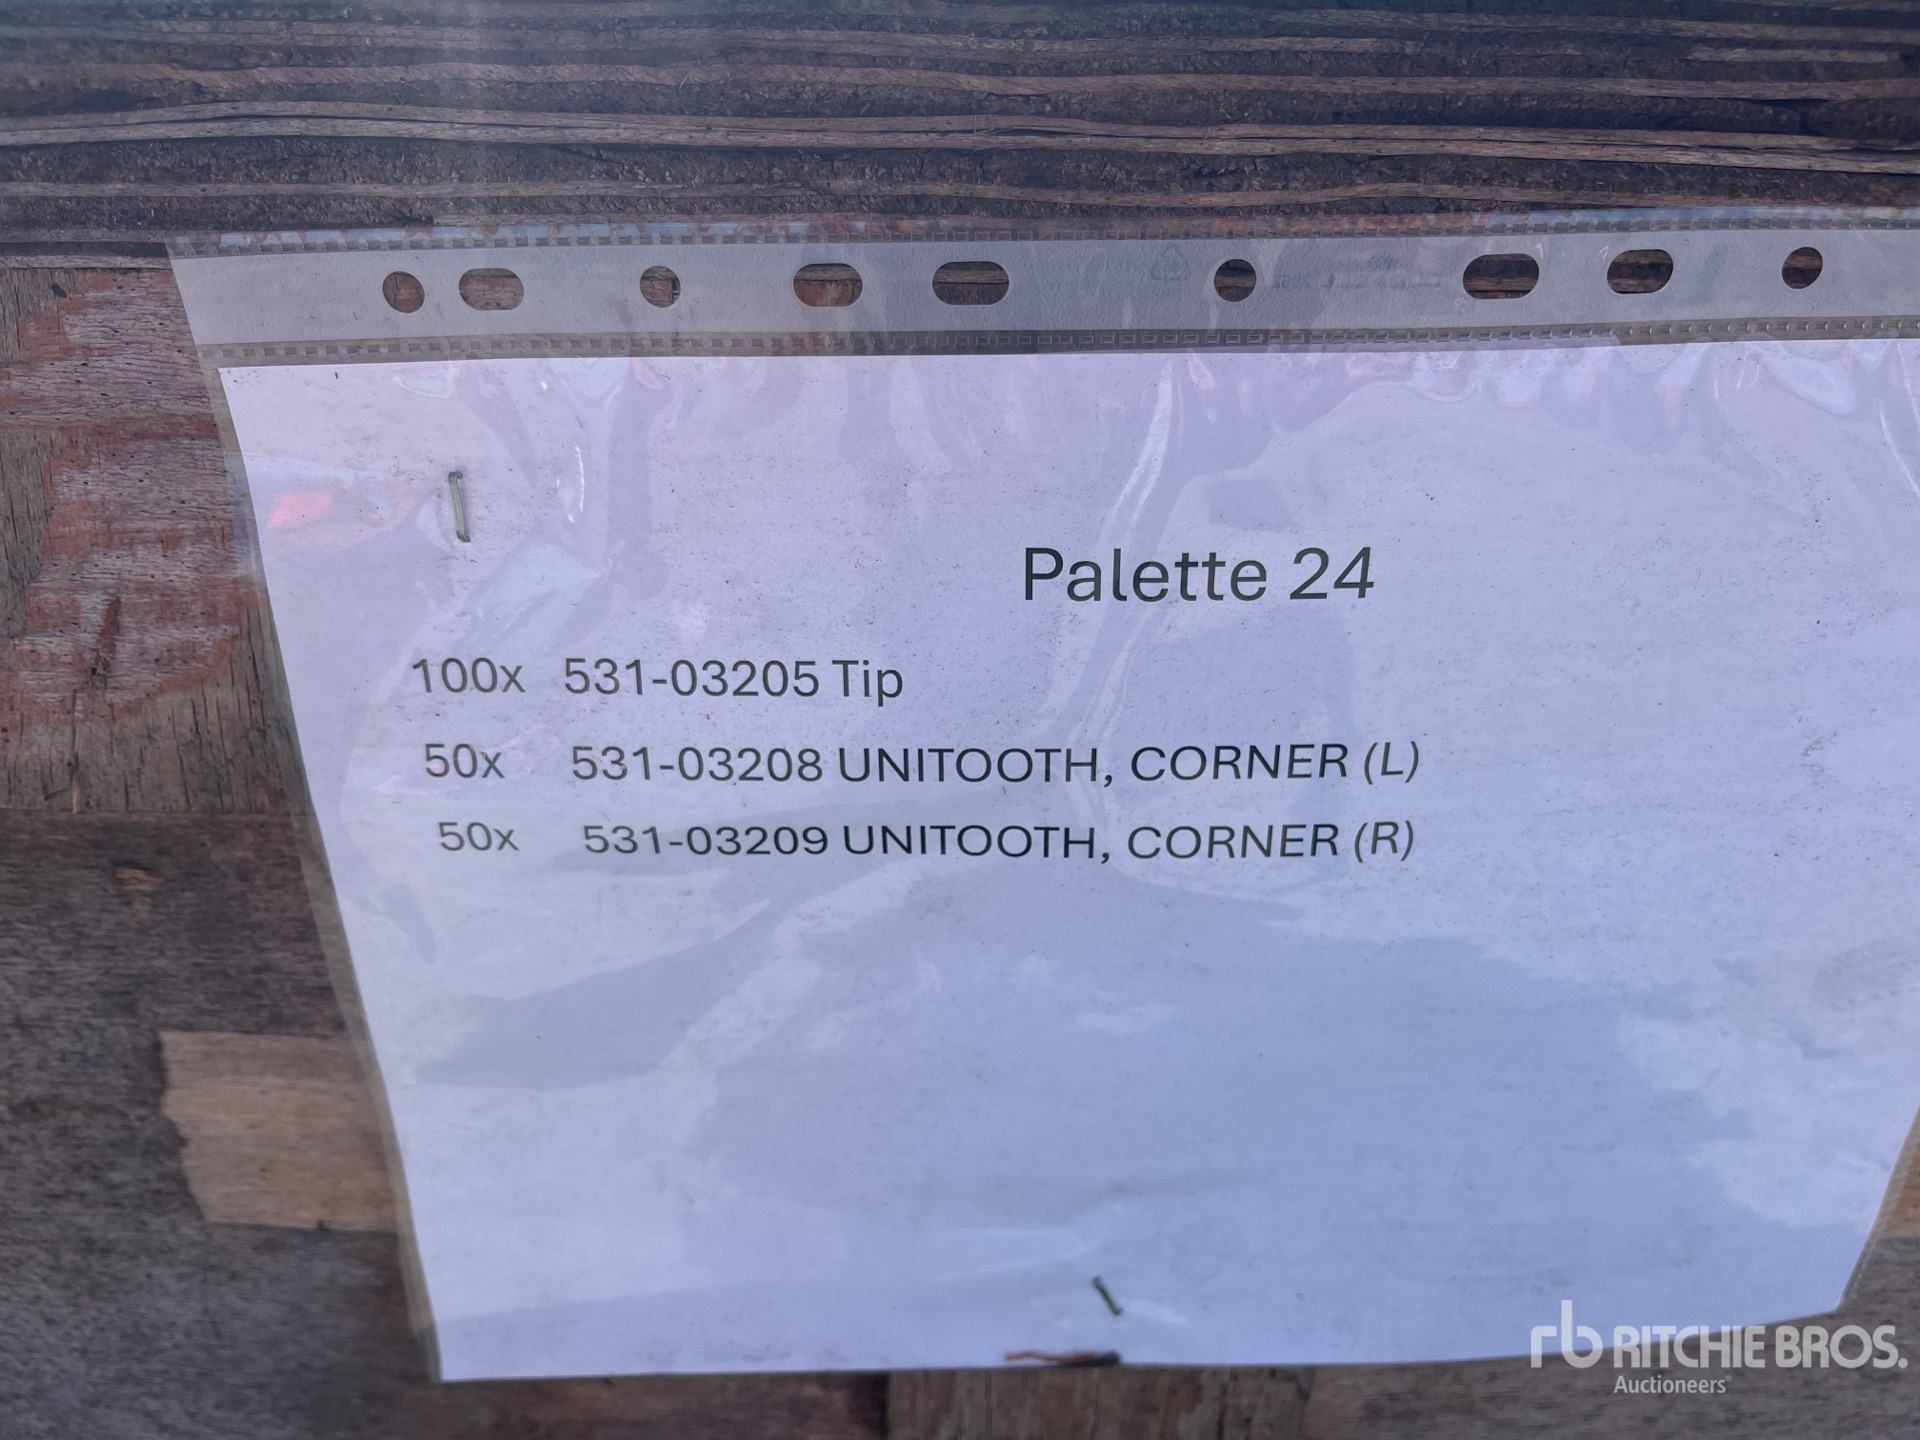 Palette 24
100x 531-03205 Tip
50x 531-03208 UNITOOTH, CORNER (L)
50x 531-03209 UNITOOTH, CORNER (R)
rb RITCHIE BROS.
Auctioneers